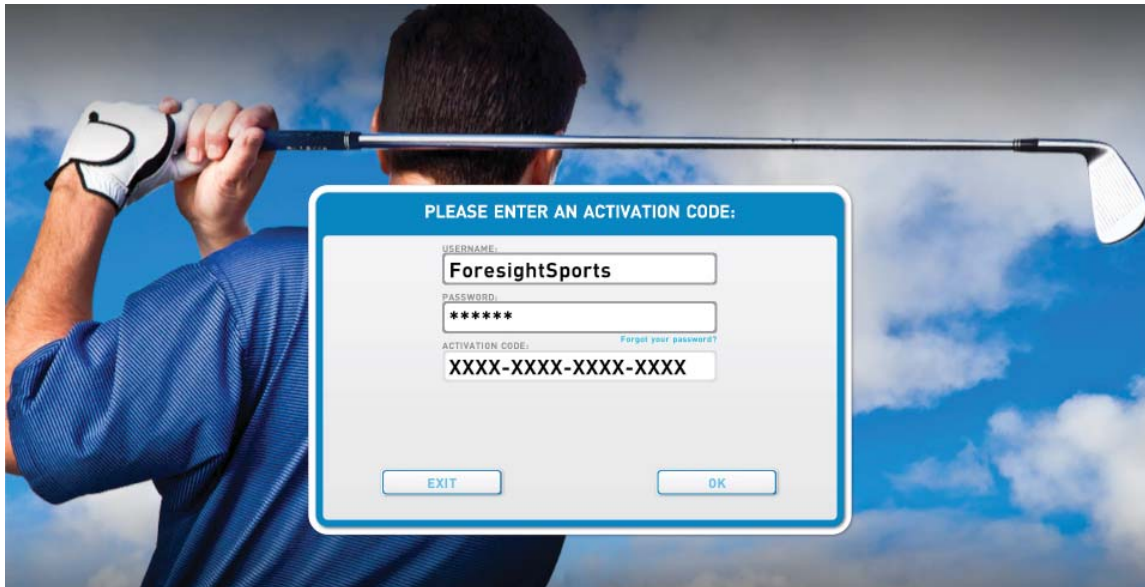 PLEASE ENTER AN ACTIVATION CODE:
USERNAME:
ForesightSports
PASSWORD:
******
Forgot your password?
ACTIVATION CODE:
XXXX-XXXX-XXXX-XXXX
EXIT
OK